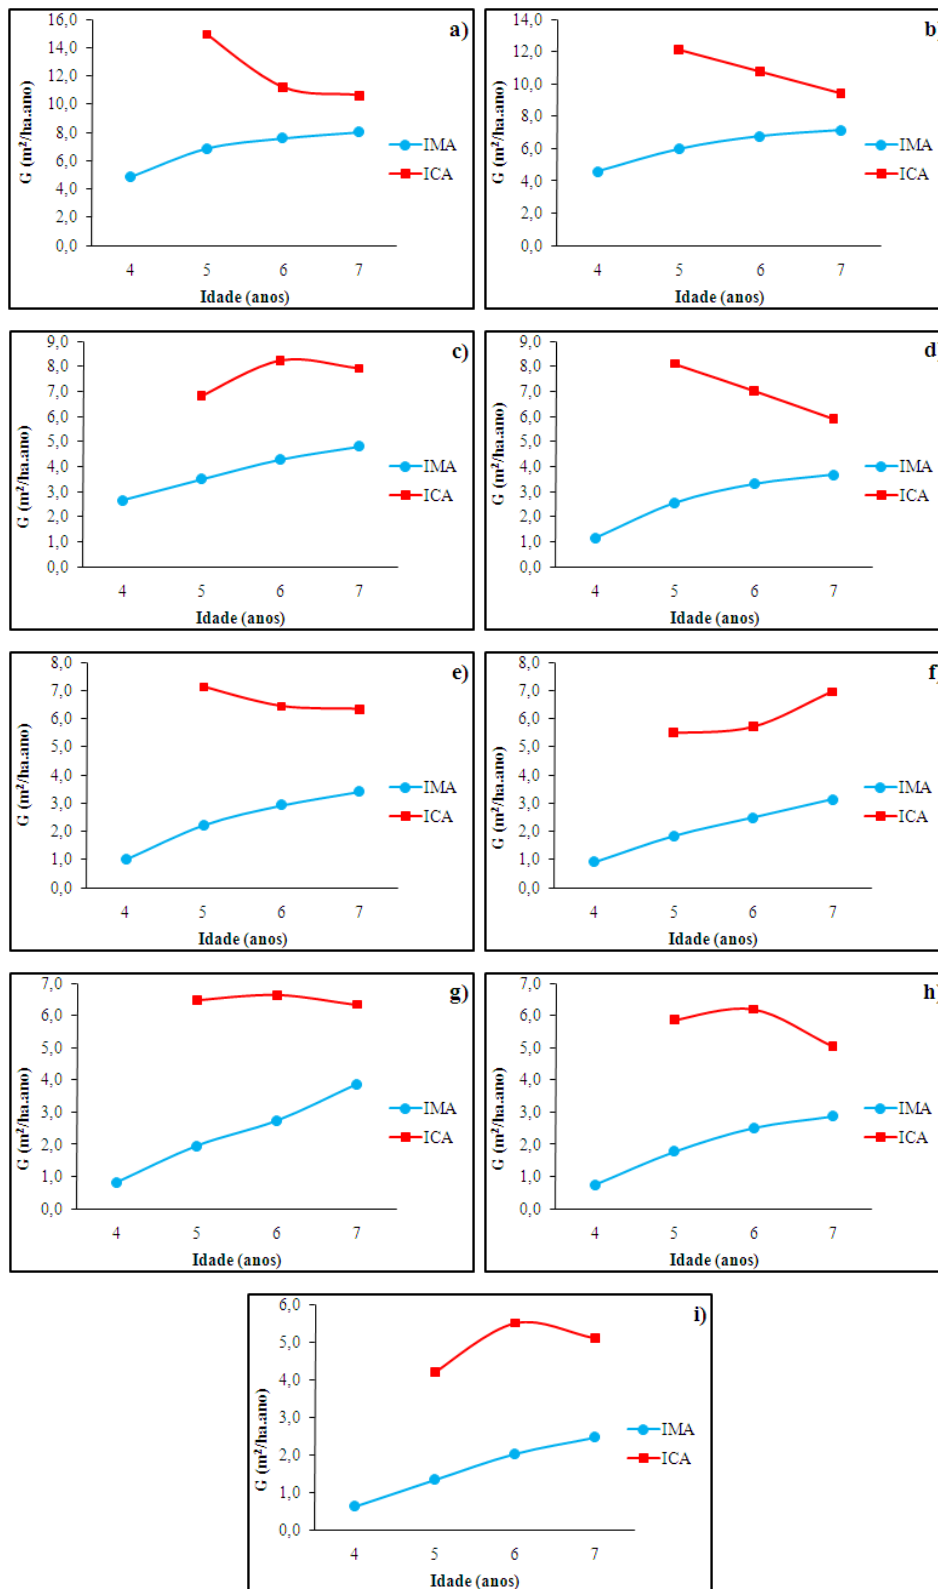 a)
16,0
14,0
12,0
10,0
8,0
6,0
4,0
2,0
0,0
G (m²/ha.ano)
4 5 6 7
Idade (anos)
IMA
ICA
b)
14,0
12,0
10,0
8,0
6,0
4,0
2,0
0,0
G (m²/ha.ano)
4 5 6 7
Idade (anos)
IMA
ICA
c)
9,0
8,0
7,0
6,0
5,0
4,0
3,0
2,0
1,0
0,0
G (m²/ha.ano)
4 5 6 7
Idade (anos)
IMA
ICA
d)
9,0
8,0
7,0
6,0
5,0
4,0
3,0
2,0
1,0
0,0
G (m²/ha.ano)
4 5 6 7
Idade (anos)
IMA
ICA
e)
8,0
7,0
6,0
5,0
4,0
3,0
2,0
1,0
0,0
G (m²/ha.ano)
4 5 6 7
Idade (anos)
IMA
ICA
f)
8,0
7,0
6,0
5,0
4,0
3,0
2,0
1,0
0,0
G (m²/ha.ano)
4 5 6 7
Idade (anos)
IMA
ICA
g)
7,0
6,0
5,0
4,0
3,0
2,0
1,0
0,0
G (m²/ha.ano)
4 5 6 7
Idade (anos)
IMA
ICA
h)
7,0
6,0
5,0
4,0
3,0
2,0
1,0
0,0
G (m²/ha.ano)
4 5 6 7
Idade (anos)
IMA
ICA
i)
6,0
5,0
4,0
3,0
2,0
1,0
0,0
G (m²/ha.ano)
4 5 6 7
Idade (anos)
IMA
ICA